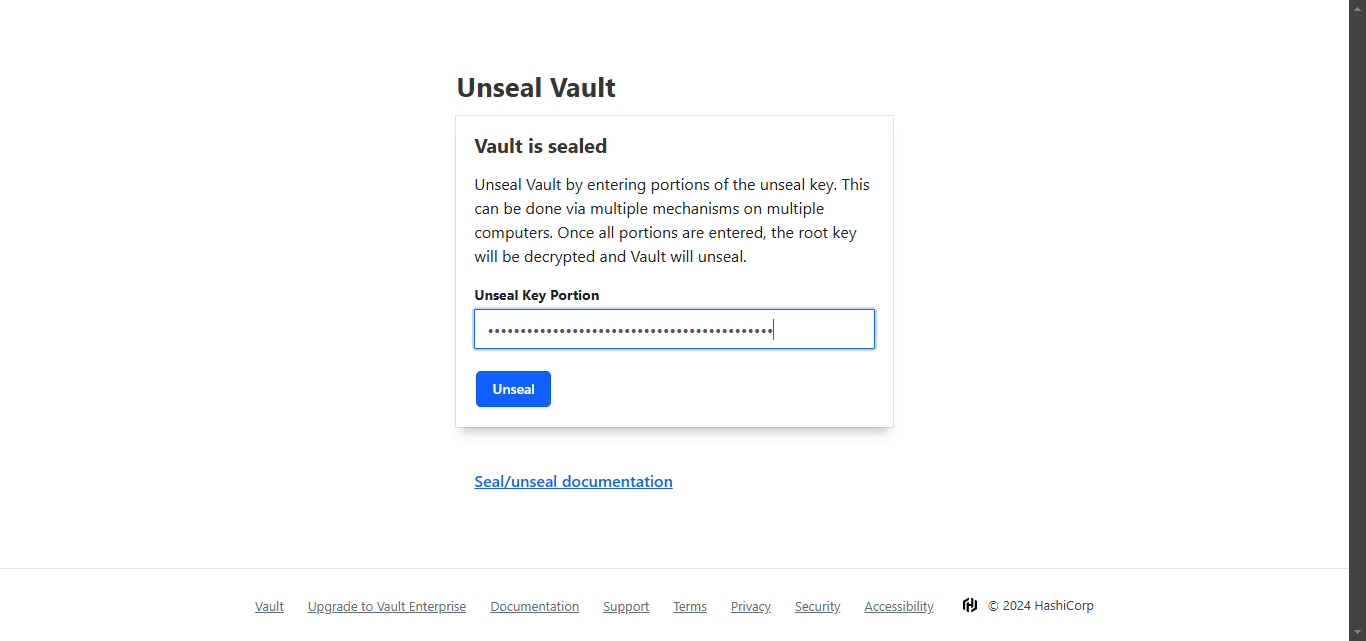 Unseal Vault
Vault is sealed
Unseal Vault by entering portions of the unseal key. This
can be done via multiple mechanisms on multiple
computers. Once all portions are entered, the root key
will be decrypted and Vault will unseal.
Unseal Key Portion
••••••••••••••••••••••••••••••••••••••••••••
Unseal
Seal/unseal documentation
Vault Upgrade to Vault Enterprise Documentation Support Terms Privacy Security Accessibility © 2024 HashiCorp